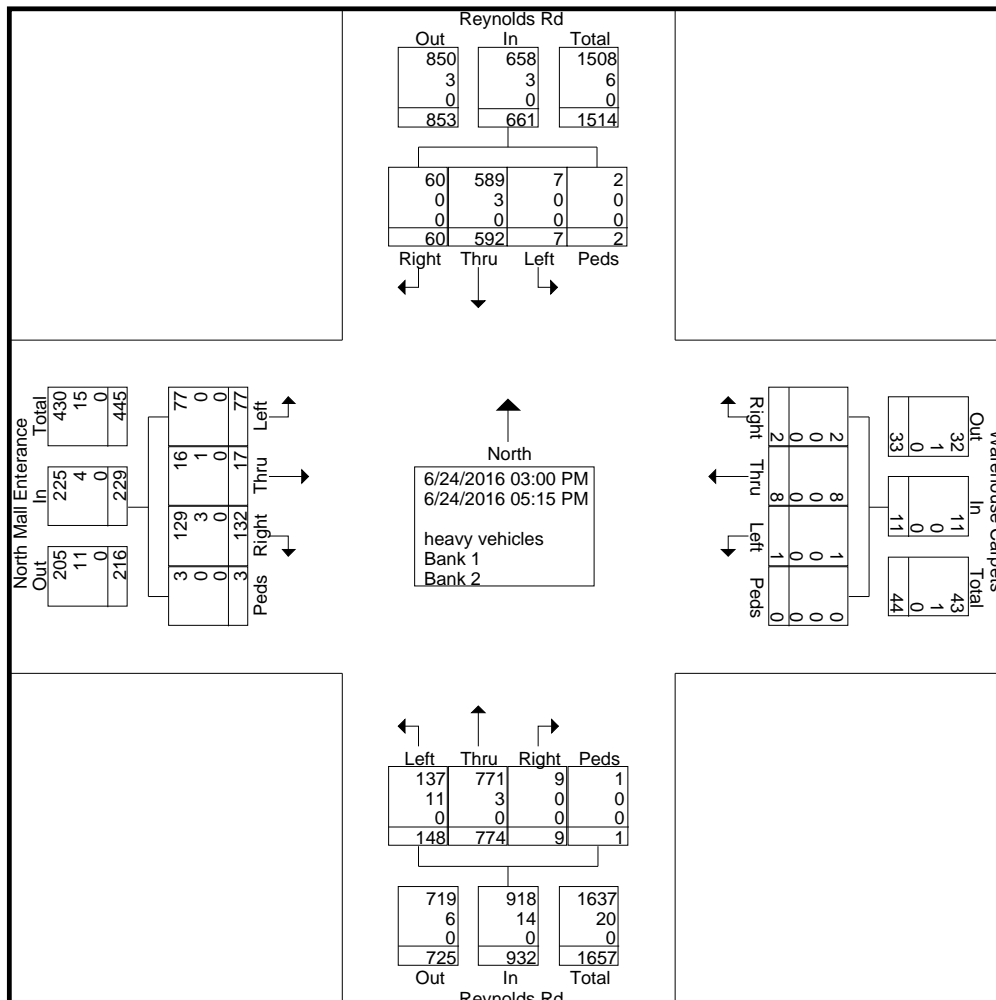 Reynolds Rd
Out In Total
850 658 1508
3 3 6
0 0 0
853 661 1514
60 589 7 2
0 3 0 0
0 0 0 0
60 592 7 2
Right Thru Left Peds
North Mall Enterance
Total
430 15 0 445
In
225 4 0 229
Out
205 11 0 216
77 0 0 77
Left
16 1 0 17
Thru
129 3 0 132
Right
3 0 0 3
Peds
North
6/24/2016 03:00 PM
6/24/2016 05:15 PM
heavy vehicles
Bank 1
Bank 2
Right
2 0 0 2
Thru
8 0 0 8
Left
1 0 0 1
Peds
0 0 0 0
Out
32 1 0 33
In
11 0 0 11
Total
43 1 0 44
Warehouse Carpets
Left Thru Right Peds
137 771 9 1
11 3 0 0
0 0 0 0
148 774 9 1
719 918 1637
6 14 20
0 0 0
725 932 1657
Out In Total
Reynolds Rd